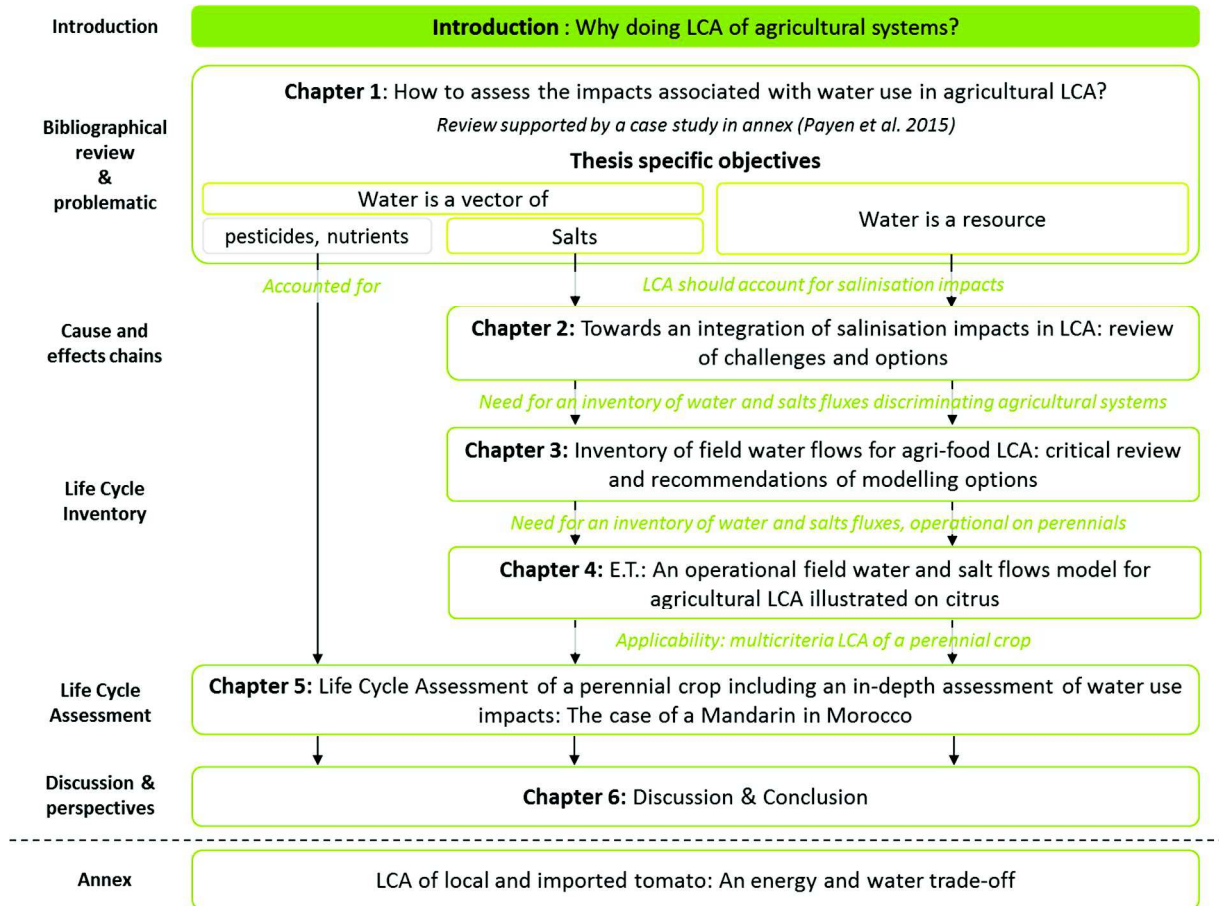 Introduction
Introduction : Why doing LCA of agricultural systems?
Bibliographical
review
&
problematic
Chapter 1: How to assess the impacts associated with water use in agricultural LCA?
Review supported by a case study in annex (Payen et al. 2015)
Thesis specific objectives
Water is a vector of
pesticides, nutrients
Salts
Water is a resource
Accounted for
LCA should account for salinisation impacts
Cause and
effects chains
Chapter 2: Towards an integration of salinisation impacts in LCA: review
of challenges and options
Need for an inventory of water and salts fluxes discriminating agricultural systems
Life Cycle
Inventory
Chapter 3: Inventory of field water flows for agri-food LCA: critical review
and recommendations of modelling options
Need for an inventory of water and salts fluxes, operational on perennials
Chapter 4: E.T.: An operational field water and salt flows model for
agricultural LCA illustrated on citrus
Applicability: multicriteria LCA of a perennial crop
Life Cycle
Assessment
Chapter 5: Life Cycle Assessment of a perennial crop including an in-depth assessment of water use
impacts: The case of a Mandarin in Morocco
Discussion &
perspectives
Chapter 6: Discussion & Conclusion
Annex
LCA of local and imported tomato: An energy and water trade-off